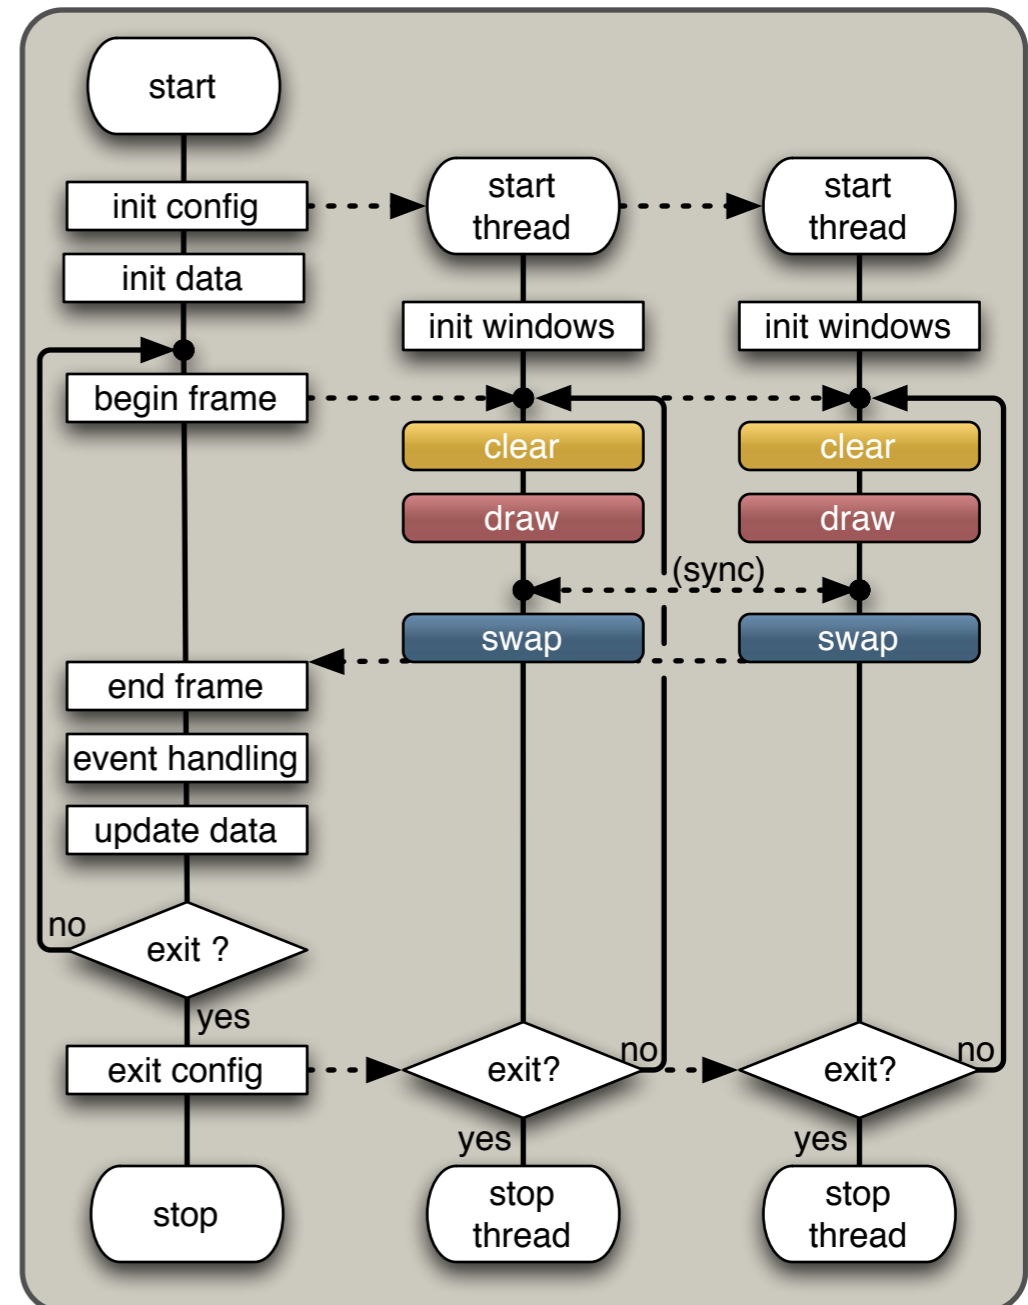 start
init config
init data
begin frame
end frame
event handling
update data
no
exit ?
yes
exit config
stop
start
thread
init windows
clear
draw
(sync)
swap
exit?
no
yes
stop
thread
start
thread
init windows
clear
draw
swap
exit?
no
yes
stop
thread